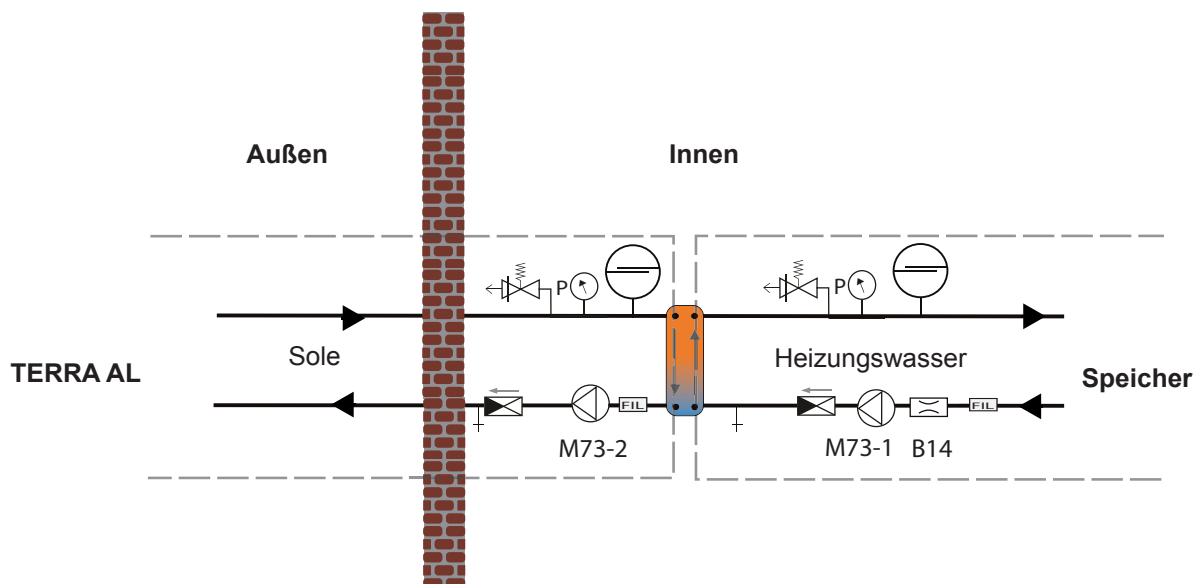 Außen
Innen
P
P
Sole
Heizungswasser
TERRA AL
Speicher
FIL
FIL
M73-2
M73-1
B14